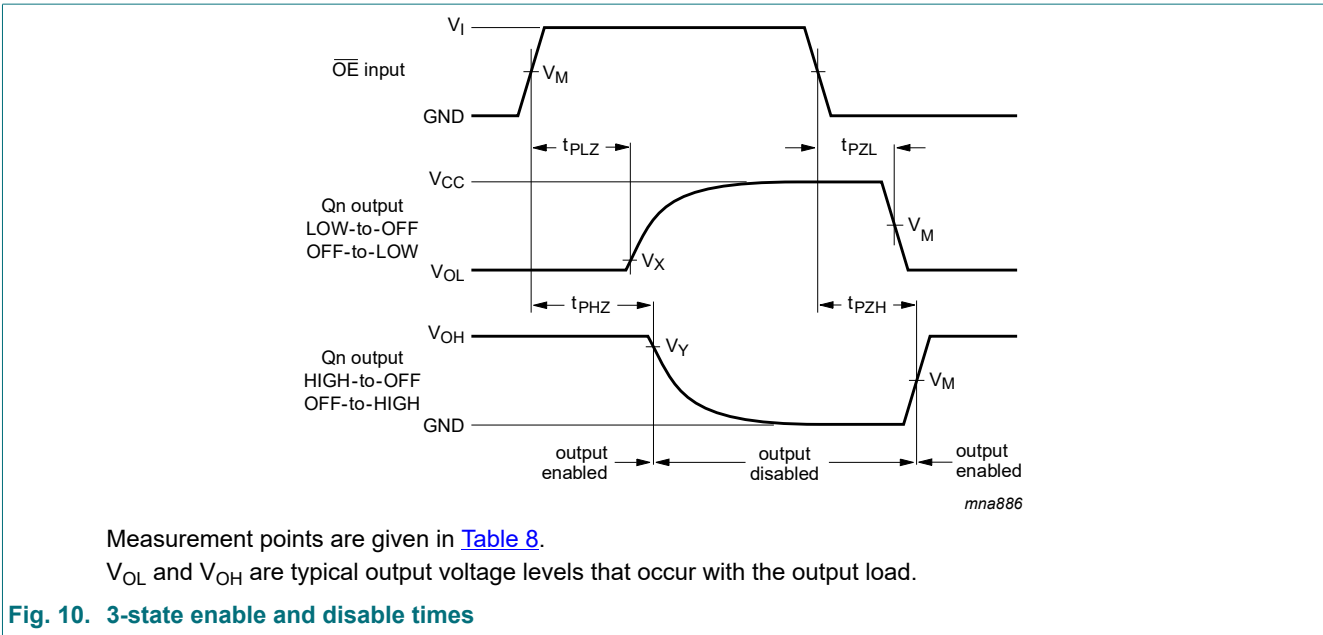 V_I
OE input
V_M
GND
t_PLZ
t_PZL
V_CC
Qn output
LOW-to-OFF
OFF-to-LOW
V_M
V_X
V_OL
t_PHZ
t_PZH
V_OH
V_Y
Qn output
HIGH-to-OFF
OFF-to-HIGH
V_M
GND
output
enabled
output
disabled
output
enabled
mna886
Measurement points are given in Table 8.
V_OL and V_OH are typical output voltage levels that occur with the output load.
Fig. 10. 3-state enable and disable times